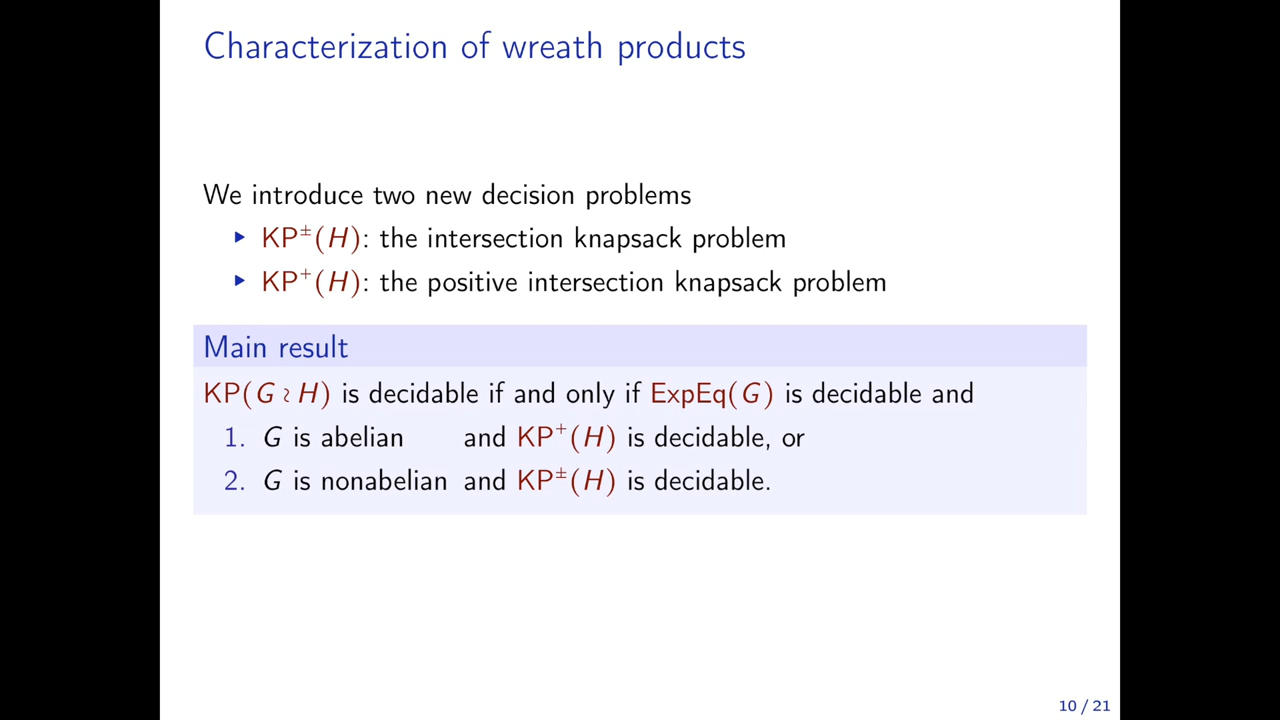 Characterization of wreath products
We introduce two new decision problems
▶ KP±(H): the intersection knapsack problem
▶ KP⁺(H): the positive intersection knapsack problem
Main result
KP(G ≀ H) is decidable if and only if ExpEq(G) is decidable and
1. G is abelian and KP⁺(H) is decidable, or
2. G is nonabelian and KP±(H) is decidable.
10 / 21